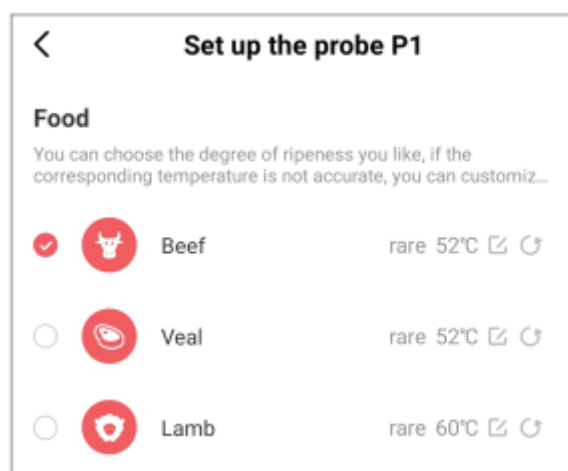 Set up the probe P1
Food
You can choose the degree of ripeness you like, if the
corresponding temperature is not accurate, you can customiz...
Beef rare 52℃
Veal rare 52℃
Lamb rare 60℃